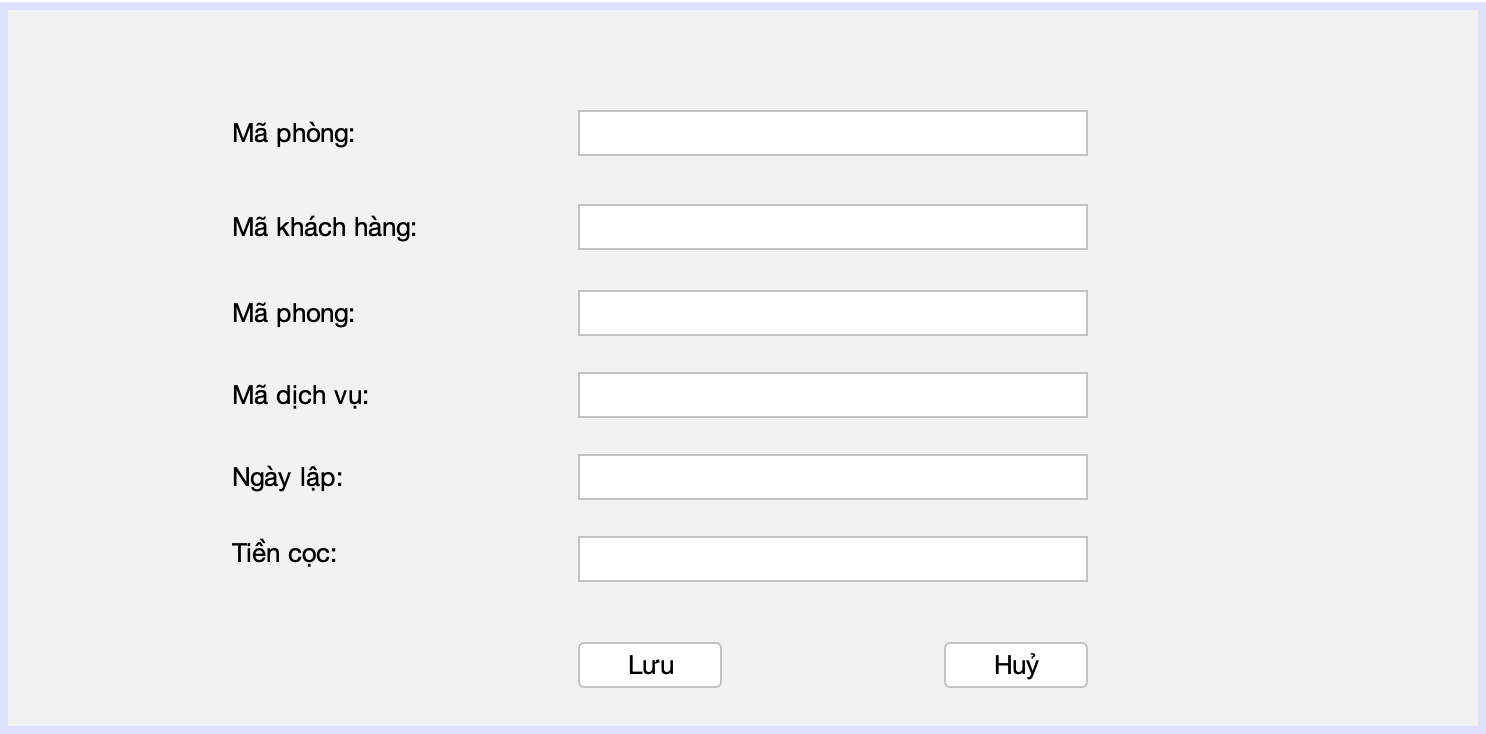 Mã phòng:
Mã khách hàng:
Mã phong:
Mã dịch vụ:
Ngày lập:
Tiền cọc:
Lưu Huỷ